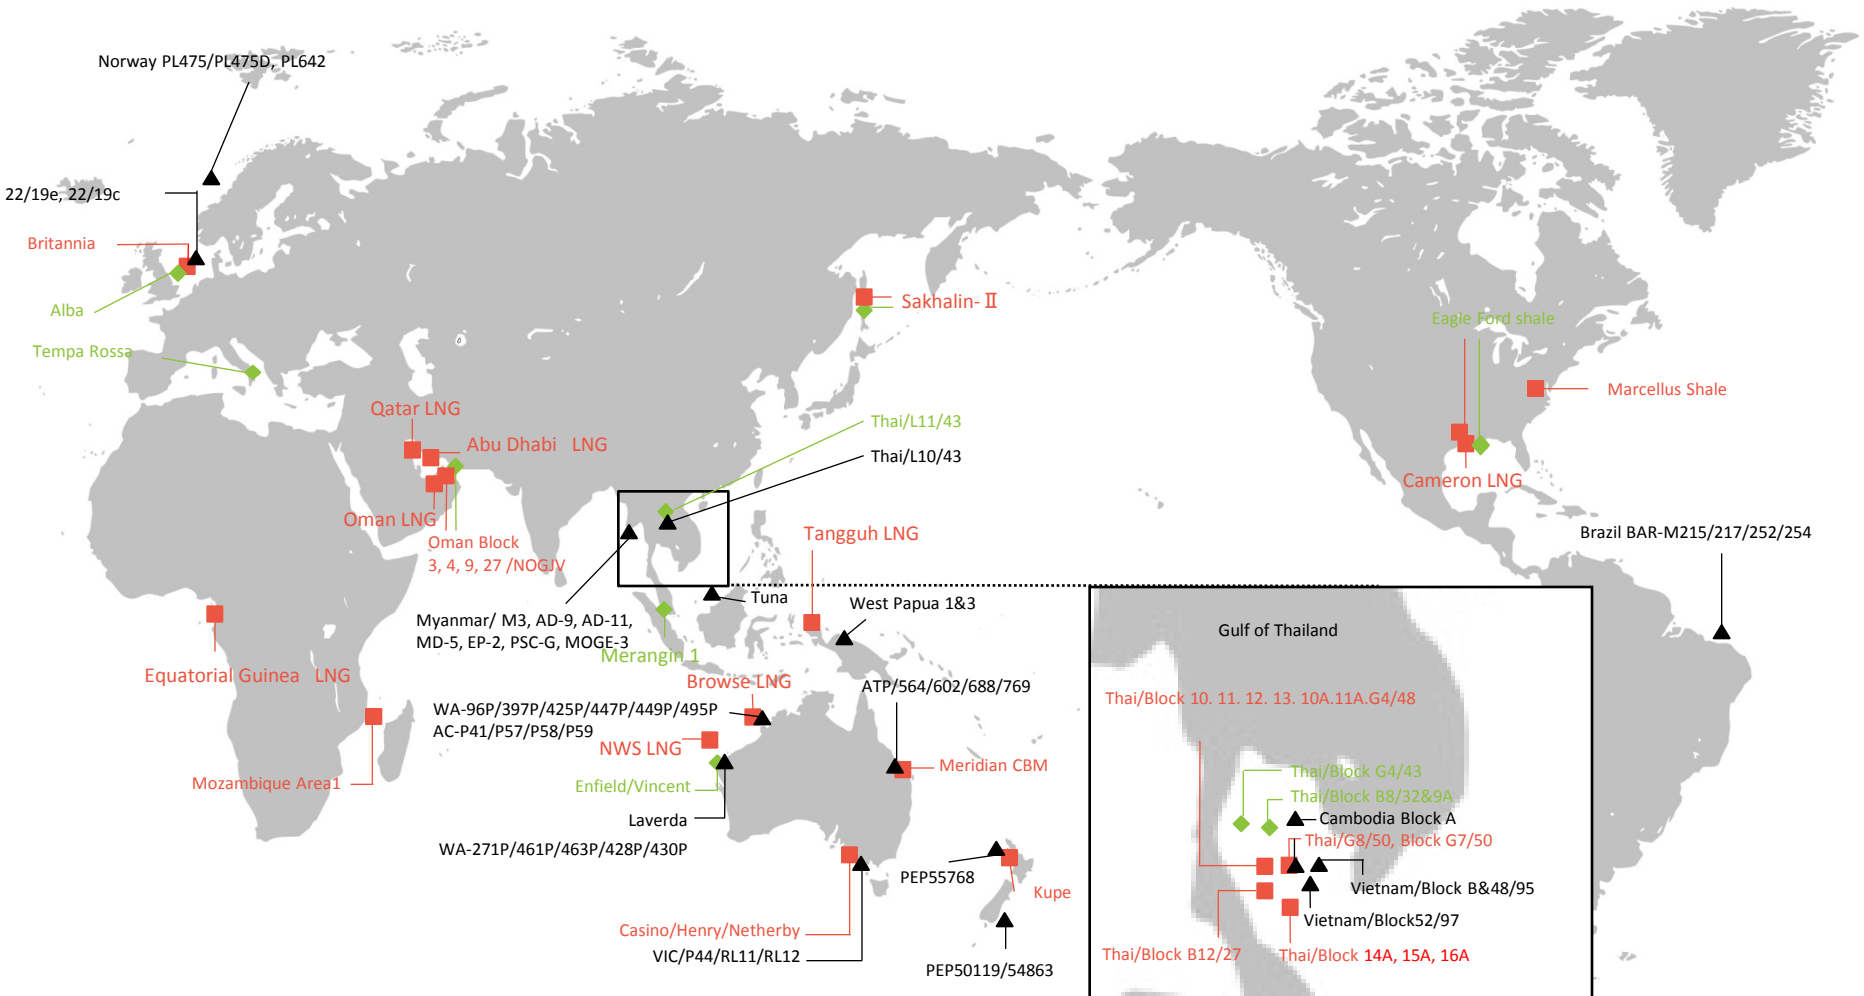 Norway PL475/PL475D, PL642
22/19e, 22/19c
Britannia
Alba
Tempa Rossa
Sakhalin-Ⅱ
Eagle Ford shale
Marcellus Shale
Qatar LNG
Abu Dhabi LNG
Thai/L11/43
Thai/L10/43
Cameron LNG
Oman LNG
Oman Block
3, 4, 9, 27 /NOGJV
Tangguh LNG
Brazil BAR-M215/217/252/254
Tuna
West Papua 1&3
Myanmar/ M3, AD-9, AD-11,
MD-5, EP-2, PSC-G, MOGE-3
Merangin 1
Equatorial Guinea LNG
Browse LNG
ATP/564/602/688/769
WA-96P/397P/425P/447P/449P/495P
AC-P41/P57/P58/P59
NWS LNG
Meridian CBM
Mozambique Area1
Enfield/Vincent
Laverda
WA-271P/461P/463P/428P/430P
PEP55768
Kupe
Casino/Henry/Netherby
VIC/P44/RL11/RL12
PEP50119/54863
Gulf of Thailand
Thai/Block 10. 11. 12. 13. 10A.11A.G4/48
Thai/Block G4/43
Thai/Block B8/32&9A
Cambodia Block A
Thai/G8/50, Block G7/50
Vietnam/Block B&48/95
Vietnam/Block52/97
Thai/Block B12/27
Thai/Block 14A, 15A, 16A